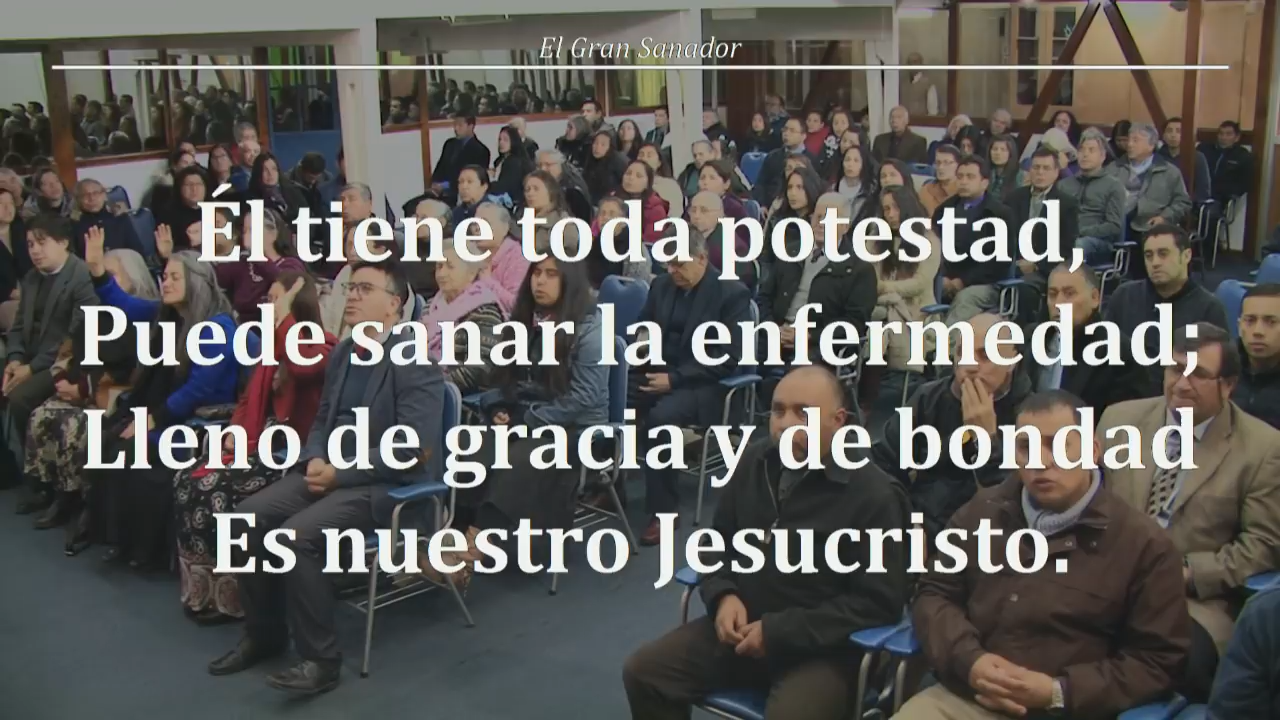 El Gran Sanador
Él tiene toda potestad,
Puede sanar la enfermedad;
Lleno de gracia y de bondad
Es nuestro Jesucristo.